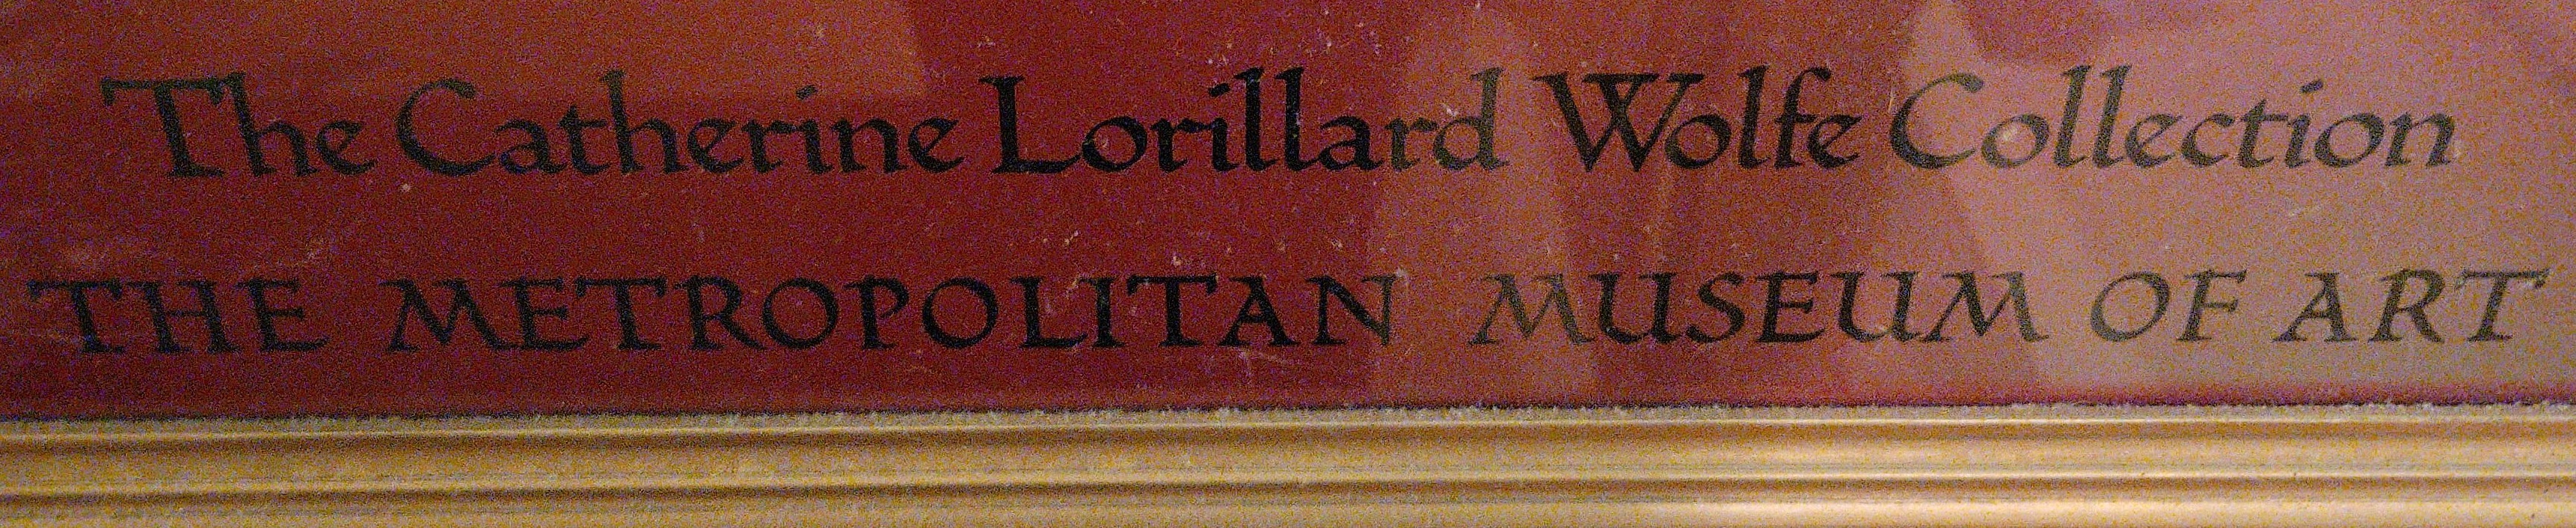 The Catherine Lorillard Wolfe Collection
THE METROPOLITAN MUSEUM OF ART